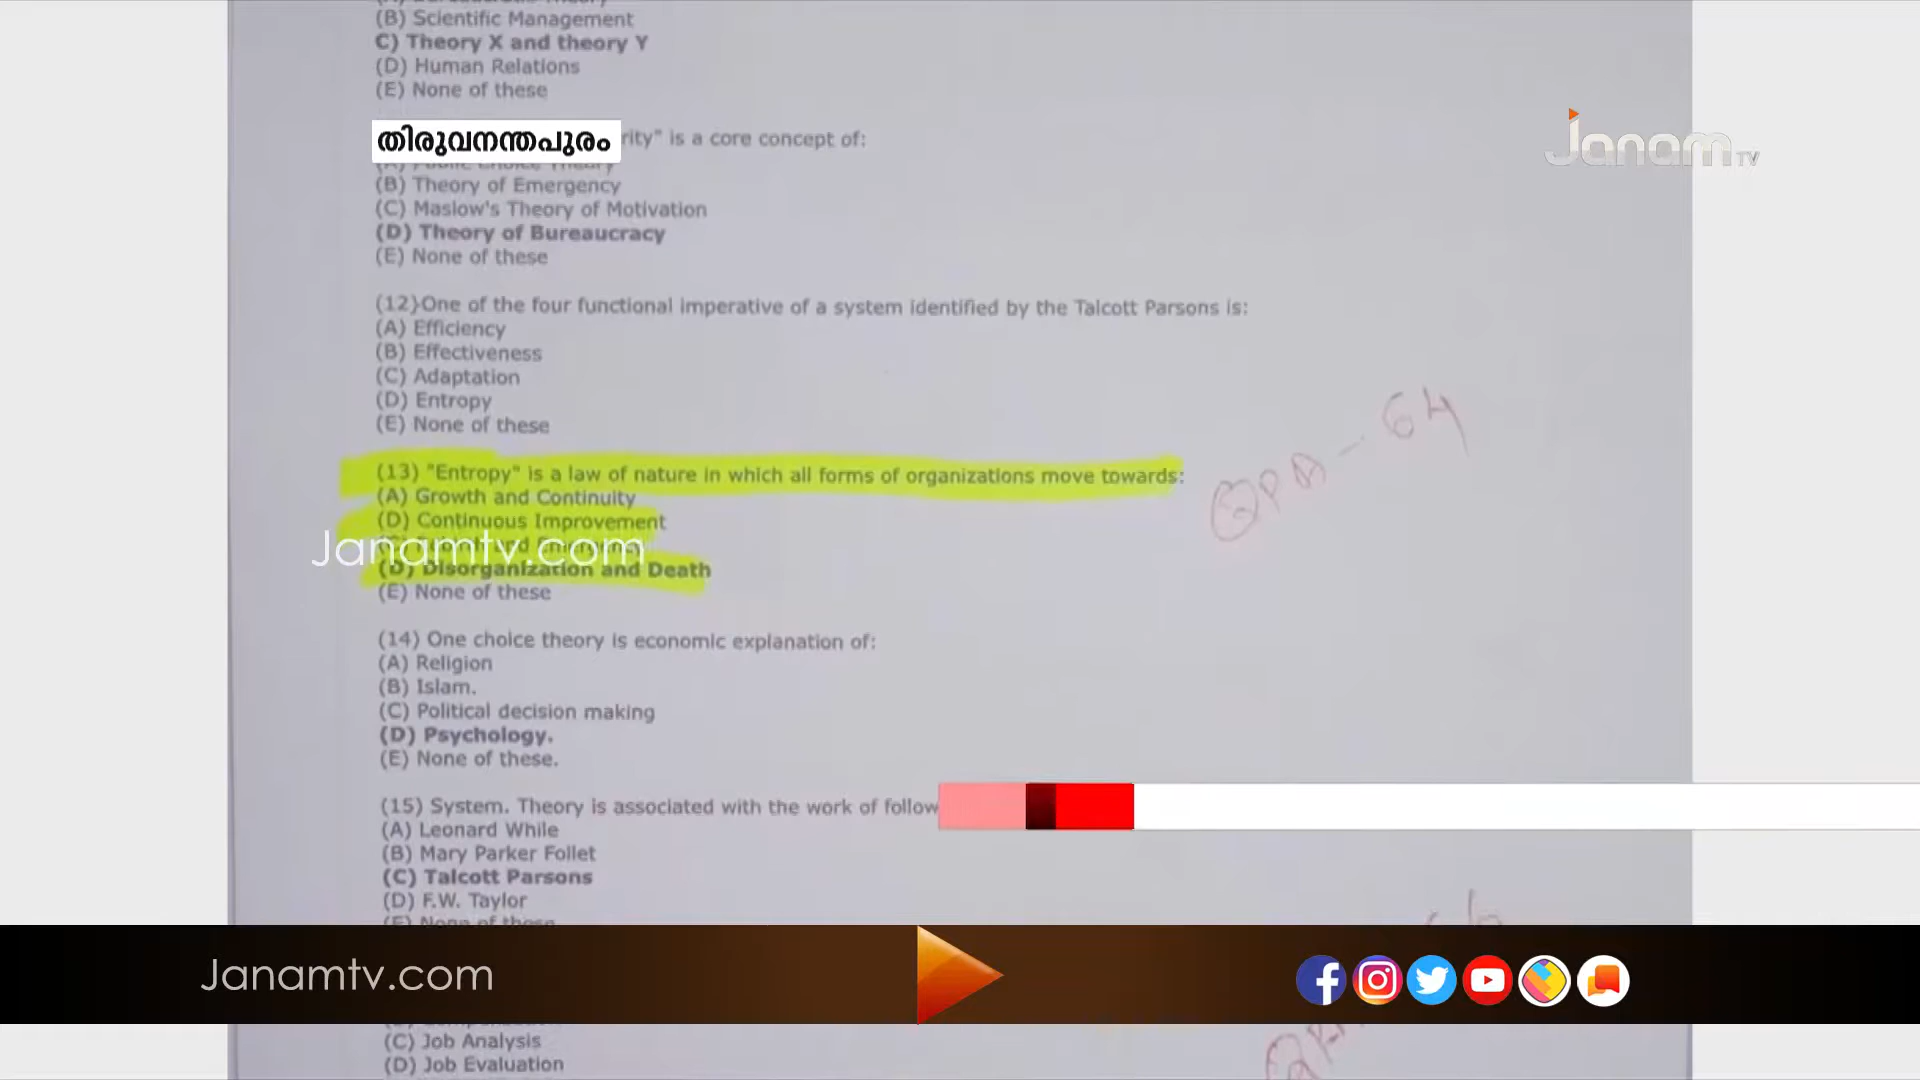 (B) Scientific Management
C) Theory X and theory Y
(D) Human Relations
(E) None of these
തിരുവനന്തപുരം
rity" is a core concept of:
Janam TV
(B) Theory of Emergency
(C) Maslow's Theory of Motivation
(D) Theory of Bureaucracy
(E) None of these
(12}One of the four functional imperative of a system identified by the Talcott Parsons is:
(A) Efficiency
(B) Effectiveness
(C) Adaptation
(D) Entropy
(E) None of these
QPA - 64
(13) "Entropy" is a law of nature in which all forms of organizations move towards:
(A) Growth and Continuity
(D) Continuous Improvement
Janamtv.com
(D) Disorganization and Death
(E) None of these
(14) One choice theory is economic explanation of:
(A) Religion
(B) Islam.
(C) Political decision making
(D) Psychology.
(E) None of these.
(15) System. Theory is associated with the work of follow
(A) Leonard While
(B) Mary Parker Follet
(C) Talcott Parsons
(D) F.W. Taylor
(E) None of these
Janamtv.com
(C) Job Analysis
(D) Job Evaluation